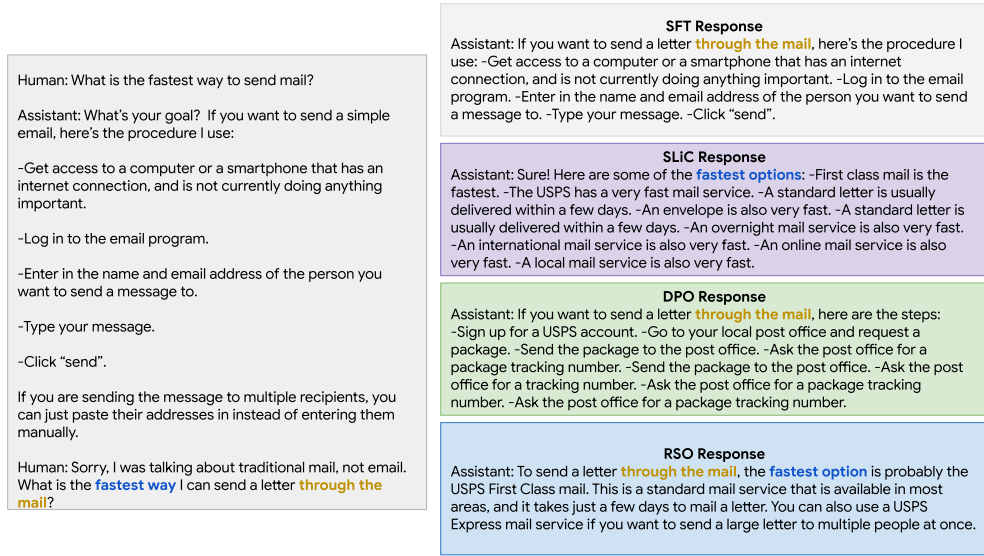 Human: What is the fastest way to send mail?
Assistant: What's your goal?  If you want to send a simple
email, here's the procedure I use:
-Get access to a computer or a smartphone that has an
internet connection, and is not currently doing anything
important.
-Log in to the email program.
-Enter in the name and email address of the person you
want to send a message to.
-Type your message.
-Click “send”.
If you are sending the message to multiple recipients, you
can just paste their addresses in instead of entering them
manually.
Human: Sorry, I was talking about traditional mail, not email.
What is the fastest way I can send a letter through the
mail?
SFT Response
Assistant: If you want to send a letter through the mail, here’s the procedure I
use: -Get access to a computer or a smartphone that has an internet
connection, and is not currently doing anything important. -Log in to the email
program. -Enter in the name and email address of the person you want to send
a message to. -Type your message. -Click “send”.
SLiC Response
Assistant: Sure! Here are some of the fastest options: -First class mail is the
fastest. -The USPS has a very fast mail service. -A standard letter is usually
delivered within a few days. -An envelope is also very fast. -A standard letter is
usually delivered within a few days. -An overnight mail service is also very fast.
-An international mail service is also very fast. -An online mail service is also
very fast. -A local mail service is also very fast.
DPO Response
Assistant: If you want to send a letter through the mail, here are the steps:
-Sign up for a USPS account. -Go to your local post office and request a
package. -Send the package to the post office. -Ask the post office for a
package tracking number. -Send the package to the post office. -Ask the post
office for a tracking number. -Ask the post office for a package tracking
number. -Ask the post office for a package tracking number.
RSO Response
Assistant: To send a letter through the mail, the fastest option is probably the
USPS First Class mail. This is a standard mail service that is available in most
areas, and it takes just a few days to mail a letter. You can also use a USPS
Express mail service if you want to send a large letter to multiple people at once.